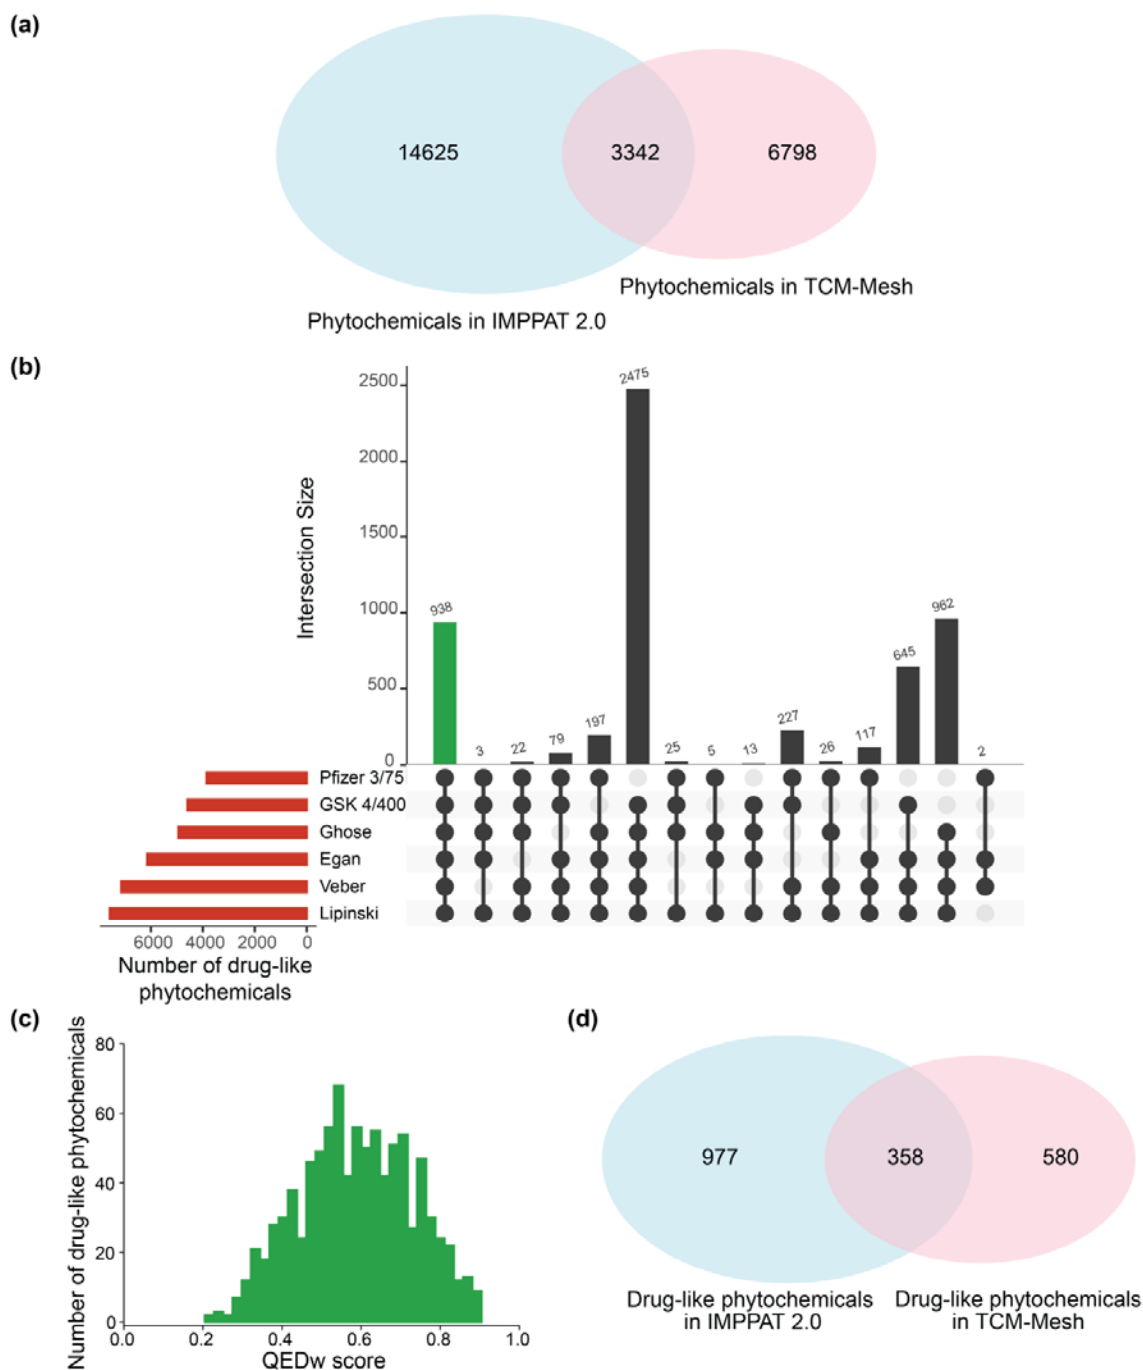 (a)
14625
3342
6798
Phytochemicals in TCM-Mesh
Phytochemicals in IMPPAT 2.0
(b)
Intersection Size
2500
2000
1500
1000
500
0
938
3
22
79
197
2475
25
5
13
227
26
117
645
962
2
Pfizer 3/75
GSK 4/400
Ghose
Egan
Veber
Lipinski
6000 4000 2000 0
Number of drug-like
phytochemicals
(c)
Number of drug-like phytochemicals
80
60
40
20
0
0.0 0.2 0.4 0.6 0.8 1.0
QEDw score
(d)
977
358
580
Drug-like phytochemicals
in IMPPAT 2.0
Drug-like phytochemicals
in TCM-Mesh